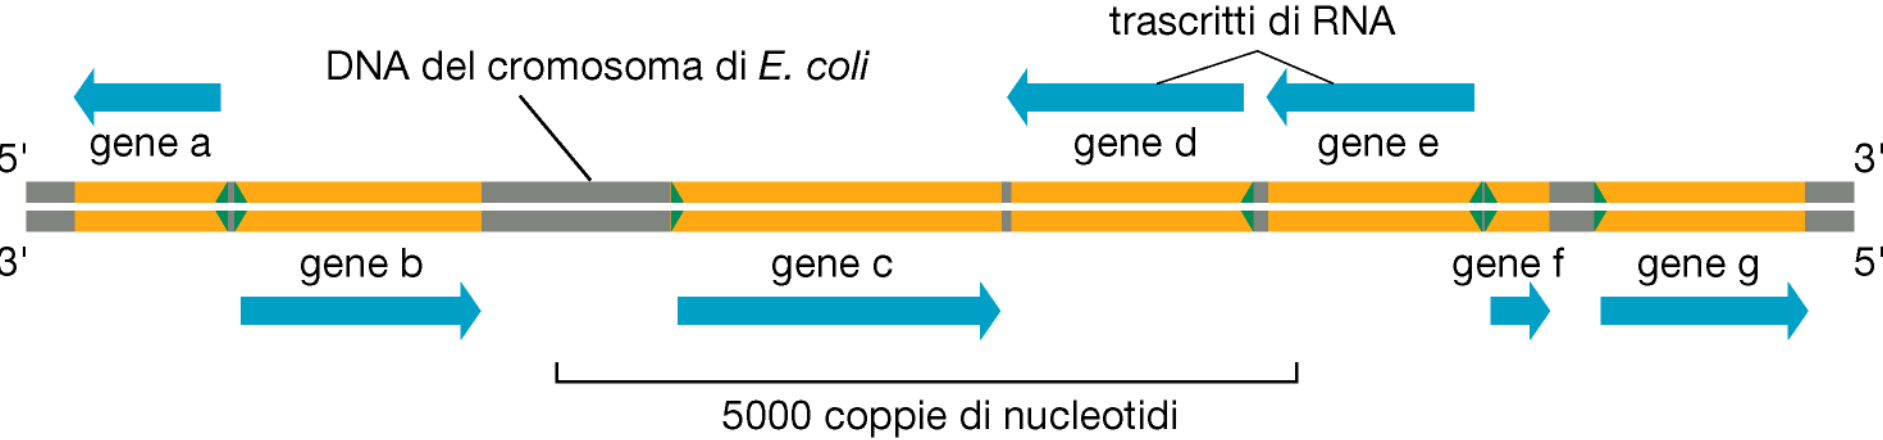 trascritti di RNA
DNA del cromosoma di E. coli
gene a
gene d
gene e
5'
3'
3'
5'
gene b
gene c
gene f
gene g
5000 coppie di nucleotidi